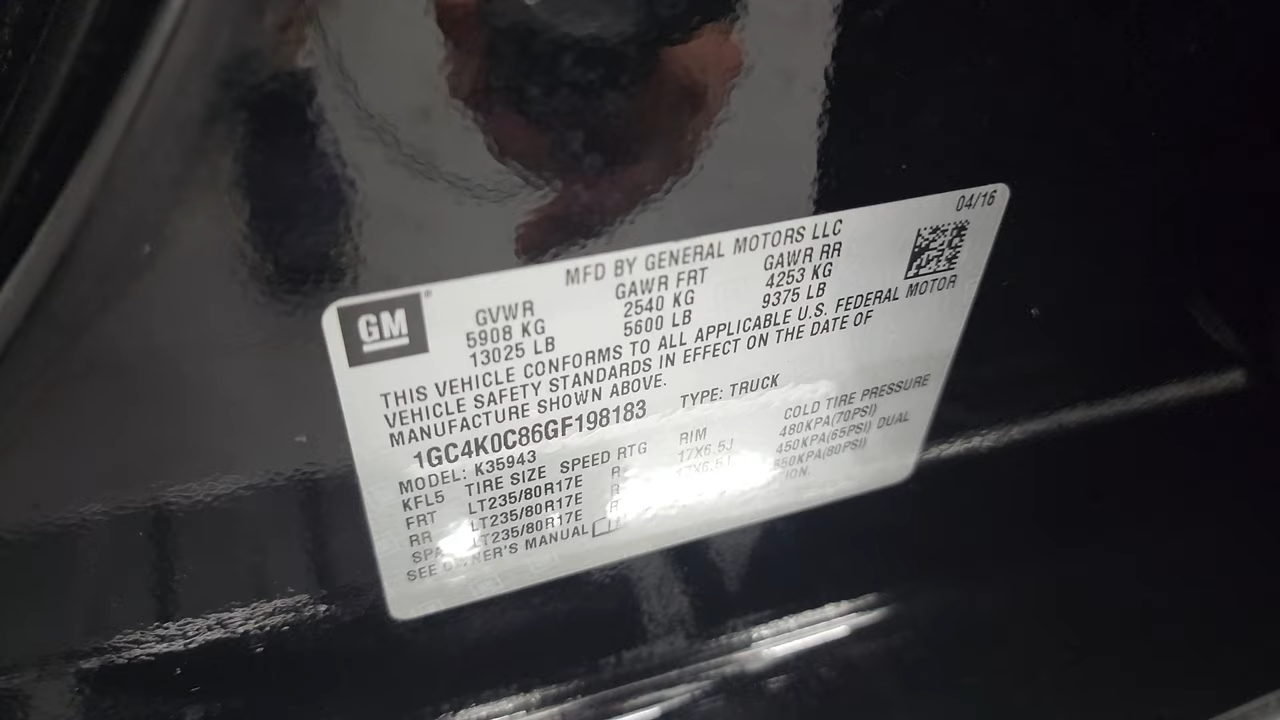 04/16
MFD BY GENERAL MOTORS LLC
GM
GVWR GAWR FRT GAWR RR
5908 KG 2540 KG 4253 KG
13025 LB 5600 LB 9375 LB
THIS VEHICLE CONFORMS TO ALL APPLICABLE U.S. FEDERAL MOTOR
VEHICLE SAFETY STANDARDS IN EFFECT ON THE DATE OF
MANUFACTURE SHOWN ABOVE.
1GC4K0C86GF198183 TYPE: TRUCK
MODEL: K35943
KFL5 TIRE SIZE SPEED RTG RIM COLD TIRE PRESSURE
FRT LT235/80R17E R 17X6.5J 480KPA(70PSI)
RR LT235/80R17E R 450KPA(65PSI) DUAL
LT235/80R17E R
SEE OWNER'S MANUAL